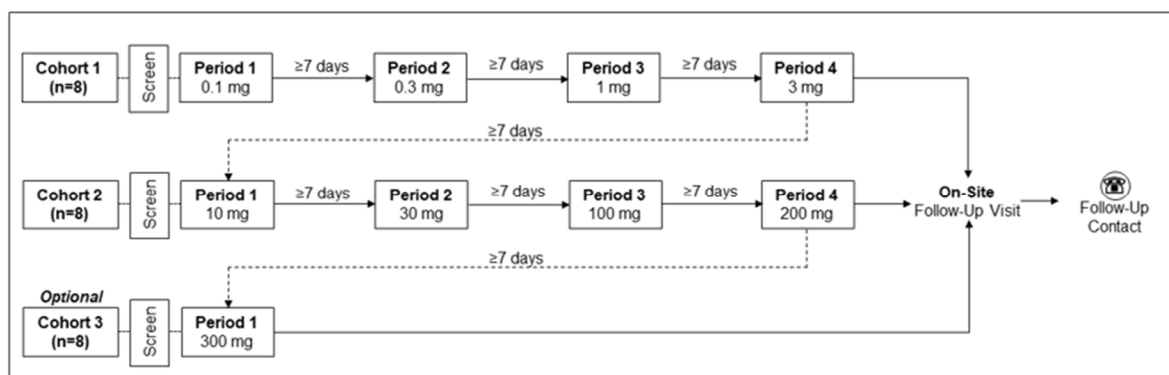 Cohort 1
(n=8)
Screen
Period 1
0.1 mg
≥7 days
Period 2
0.3 mg
≥7 days
Period 3
1 mg
≥7 days
Period 4
3 mg
≥7 days
Cohort 2
(n=8)
Screen
Period 1
10 mg
≥7 days
Period 2
30 mg
≥7 days
Period 3
100 mg
≥7 days
Period 4
200 mg
On-Site
Follow-Up Visit
Follow-Up
Contact
≥7 days
Optional
Cohort 3
(n=8)
Screen
Period 1
300 mg